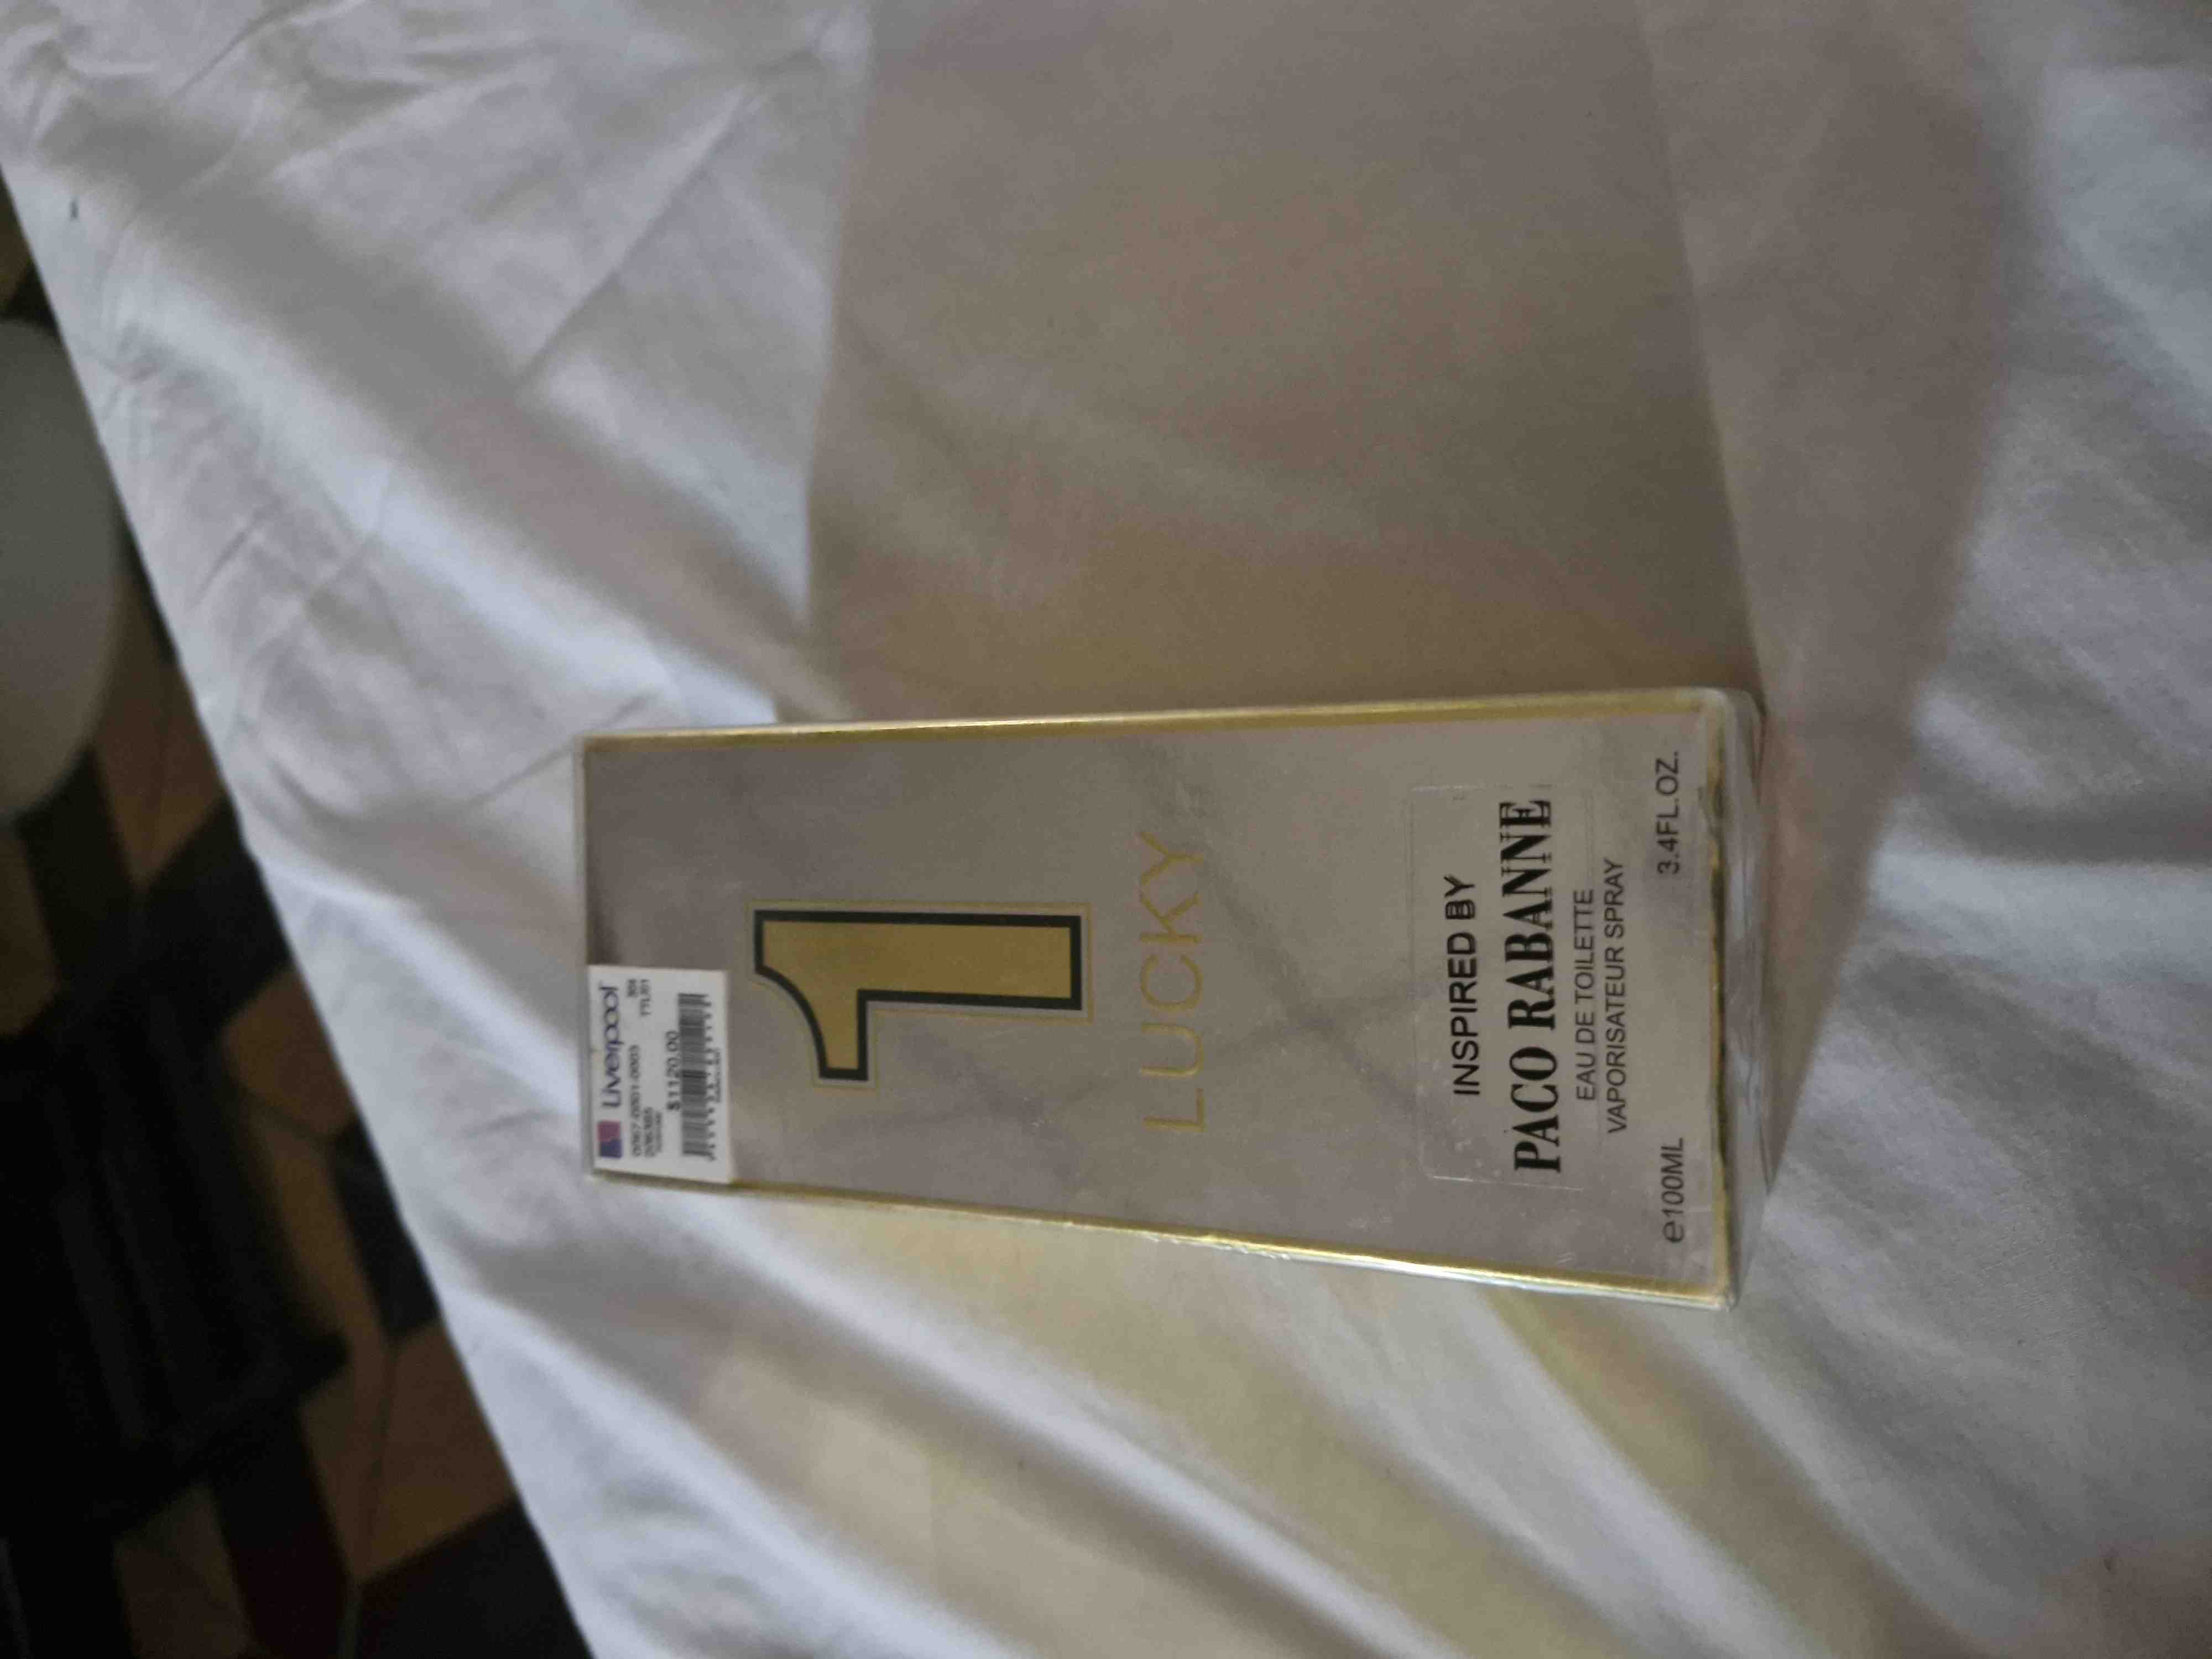 Liverpool
$1120.00
1
LUCKY
INSPIRED BY
PACO RABANNE
EAU DE TOILETTE
VAPORISATEUR SPRAY
℮100ML 3.4FL.OZ.